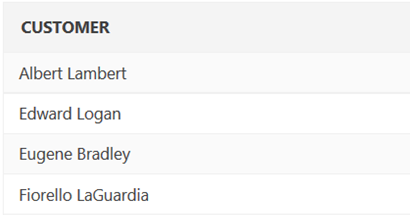 CUSTOMER
Albert Lambert
Edward Logan
Eugene Bradley
Fiorello LaGuardia